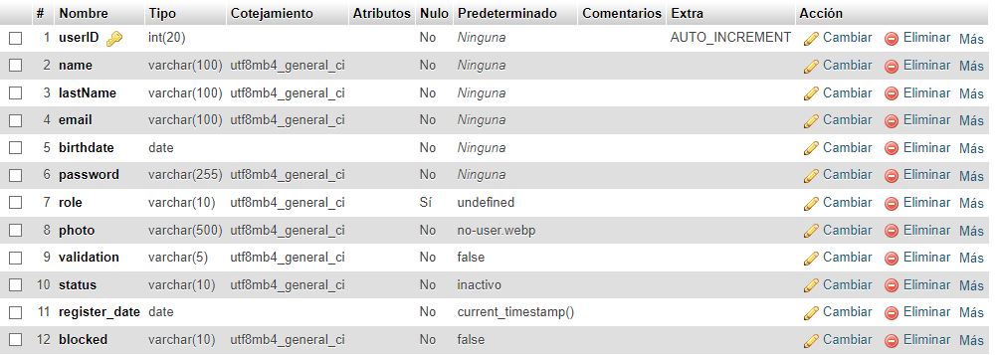 # Nombre Tipo Cotejamiento Atributos Nulo Predeterminado Comentarios Extra Acción
1 userID int(20) No Ninguna AUTO_INCREMENT Cambiar Eliminar Más
2 name varchar(100) utf8mb4_general_ci No Ninguna Cambiar Eliminar Más
3 lastName varchar(100) utf8mb4_general_ci No Ninguna Cambiar Eliminar Más
4 email varchar(100) utf8mb4_general_ci No Ninguna Cambiar Eliminar Más
5 birthdate date No Ninguna Cambiar Eliminar Más
6 password varchar(255) utf8mb4_general_ci No Ninguna Cambiar Eliminar Más
7 role varchar(10) utf8mb4_general_ci Sí undefined Cambiar Eliminar Más
8 photo varchar(500) utf8mb4_general_ci No no-user.webp Cambiar Eliminar Más
9 validation varchar(5) utf8mb4_general_ci No false Cambiar Eliminar Más
10 status varchar(10) utf8mb4_general_ci No inactivo Cambiar Eliminar Más
11 register_date date No current_timestamp() Cambiar Eliminar Más
12 blocked varchar(10) utf8mb4_general_ci No false Cambiar Eliminar Más